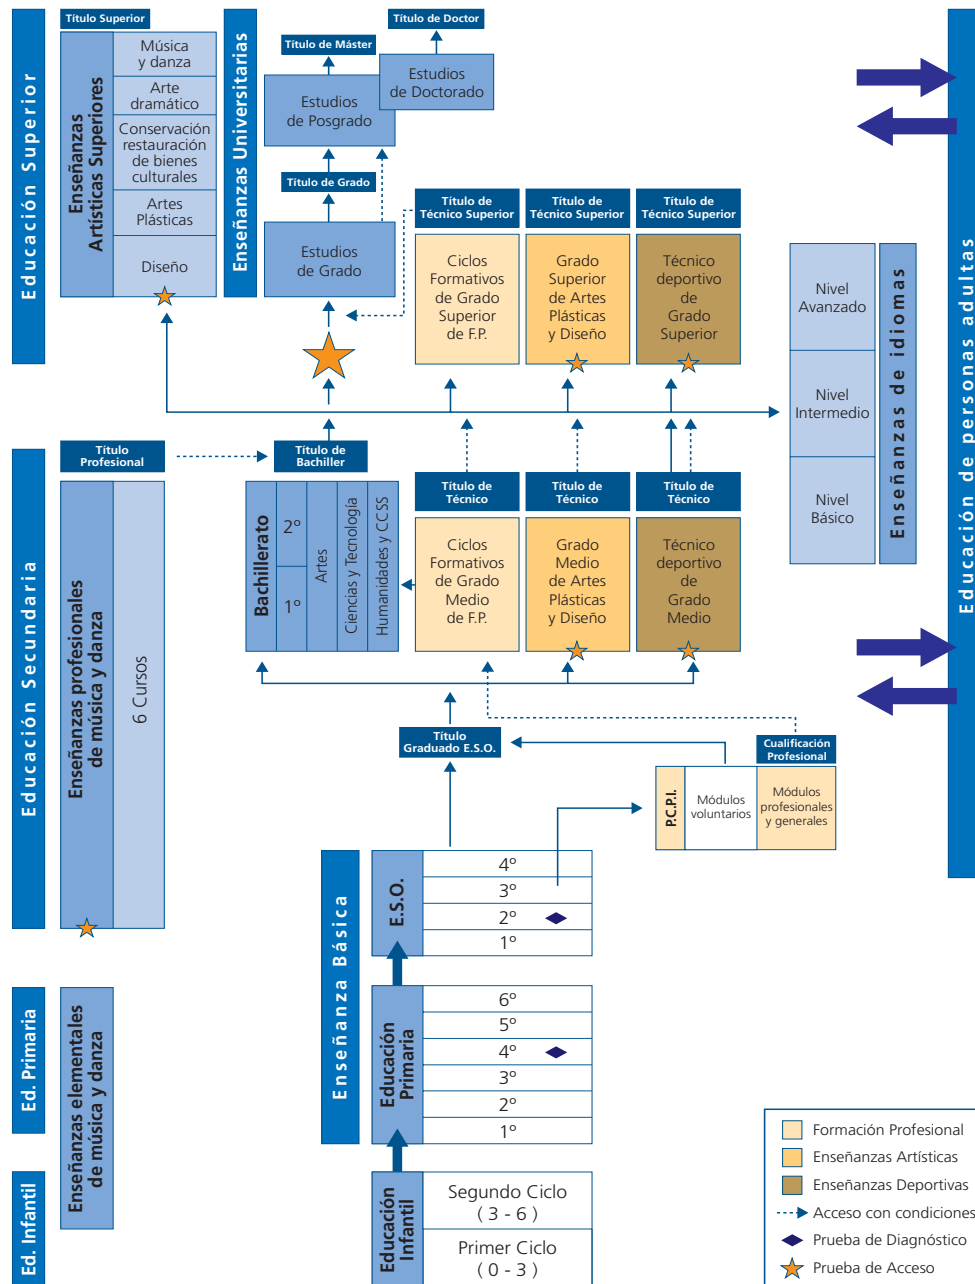 Educación Superior
Título Superior
Enseñanzas
Artísticas Superiores
Música
y danza
Arte
dramático
Conservación
restauración
de bienes
culturales
Artes
Plásticas
Diseño
Enseñanzas Universitarias
Título de Máster
Título de Doctor
Estudios
de Posgrado
Estudios
de Doctorado
Título de Grado
Estudios
de Grado
Título de
Técnico Superior
Ciclos
Formativos
de Grado
Superior
de F.P.
Título de
Técnico Superior
Grado
Superior
de Artes
Plásticas
y Diseño
Título de
Técnico Superior
Técnico
deportivo
de
Grado
Superior
Nivel
Avanzado
Nivel
Intermedio
Nivel
Básico
Enseñanzas de idiomas
Educación de personas adultas
Educación Secundaria
Título
Profesional
Enseñanzas profesionales
de música y danza
6 Cursos
Título de
Bachiller
Bachillerato
2º
1º
Artes
Ciencias y Tecnología
Humanidades y CCSS
Título de
Técnico
Ciclos
Formativos
de Grado
Medio
de F.P.
Título de
Técnico
Grado
Medio
de Artes
Plásticas
y Diseño
Título de
Técnico
Técnico
deportivo
de
Grado
Medio
Título
Graduado E.S.O.
Cualificación
Profesional
P.C.P.I.
Módulos
voluntarios
Módulos
profesionales
y generales
Enseñanza Básica
E.S.O.
4º
3º
2º
1º
Ed. Primaria
Enseñanzas elementales
de música y danza
Educación
Primaria
6º
5º
4º
3º
2º
1º
Ed. Infantil
Educación
Infantil
Segundo Ciclo
( 3 - 6 )
Primer Ciclo
( 0 - 3 )
Formación Profesional
Enseñanzas Artísticas
Enseñanzas Deportivas
Acceso con condiciones
Prueba de Diagnóstico
Prueba de Acceso